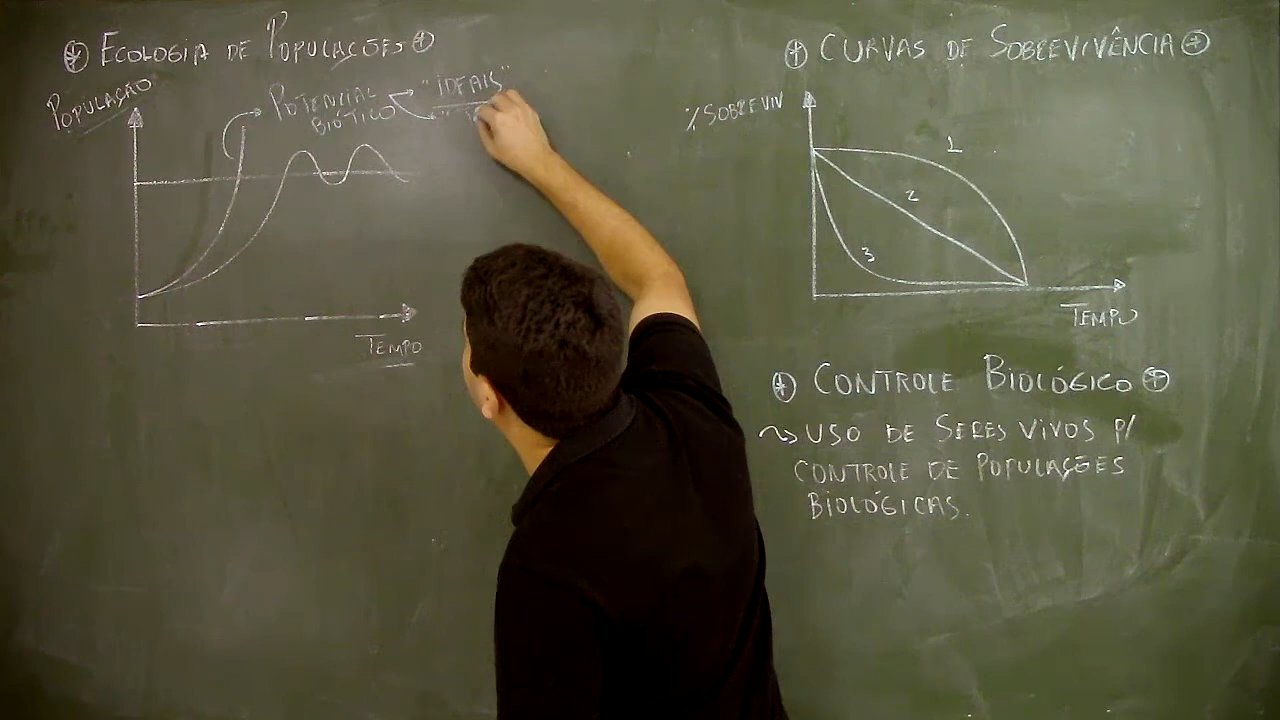 ECOLOGIA DE POPULAÇÕES
POPULAÇÃO
POTENCIAL
BIÓTICO
"IDEAIS"
TEMPO
CURVAS DE SOBREVIVÊNCIA
% SOBREVIV
1
2
3
TEMPO
CONTROLE BIOLÓGICO
USO DE SERES VIVOS P/
CONTROLE DE POPULAÇÕES
BIOLÓGICAS.